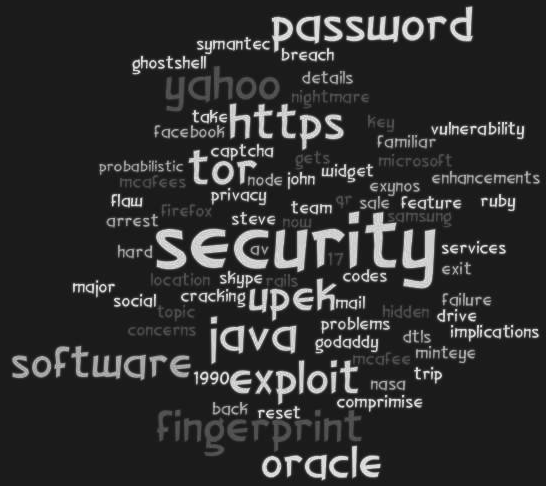 password
symantec
breach
ghostshell
yahoo
details
nightmare
take
https
key
facebook
vulnerability
familiar
captcha
probabilistic
tor
gets
microsoft
mcafees
node
john
widget
exynos
enhancements
privacy
flaw
firefox
team
qr
sale
feature
ruby
arrest
steve
now
samsung
hard
security
av
17
services
exit
location
skype
rails
codes
major
social
cracking
upek
mail
hidden
failure
topic
drive
concerns
java
problems
godaddy
dtls
implications
software
mcafee
minteye
1990
exploit
nasa
trip
back
reset
comprimise
fingerprint
oracle